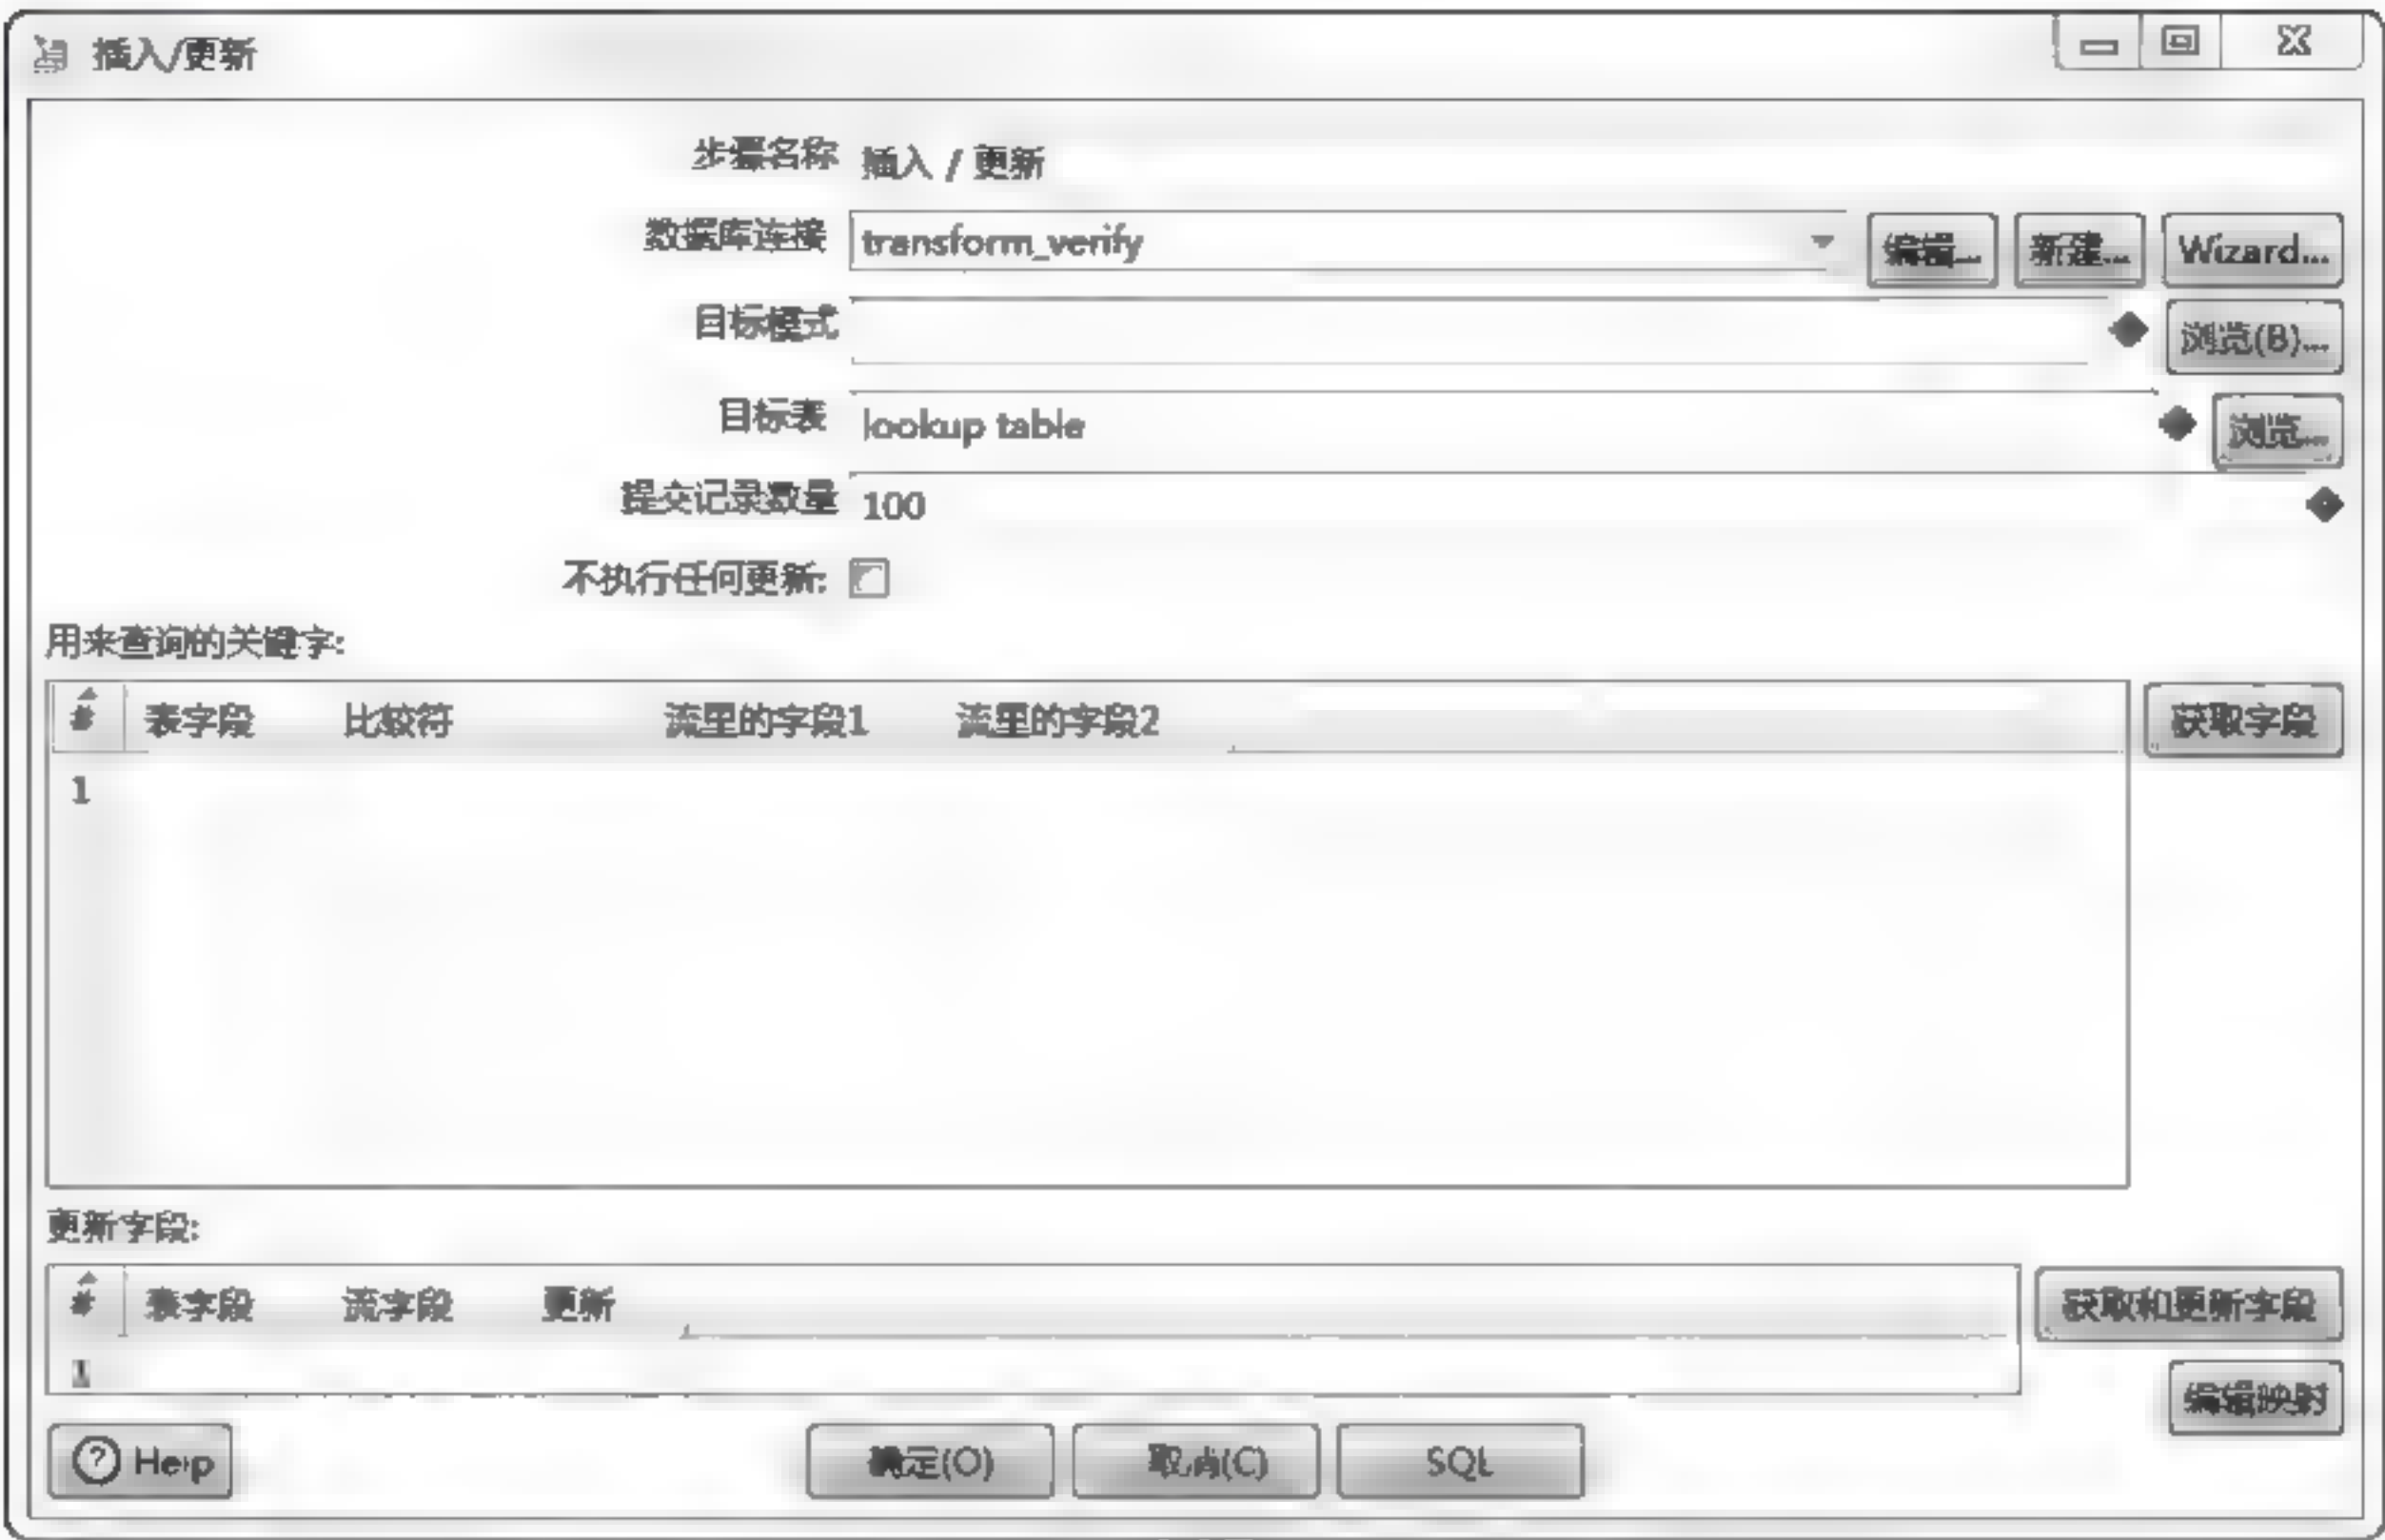 插入/更新
步骤名称 插入 / 更新
数据库连接 transform_verify 编辑... 新建... Wizard...
目标模式 浏览(B)...
目标表 lookup table 浏览...
提交记录数量 100
不执行任何更新:
用来查询的关键字:
# 表字段 比较符 流里的字段1 流里的字段2 获取字段
1
更新字段:
# 表字段 流字段 更新 获取和更新字段
1
编辑映射
? Help 确定(O) 取消(C) SQL